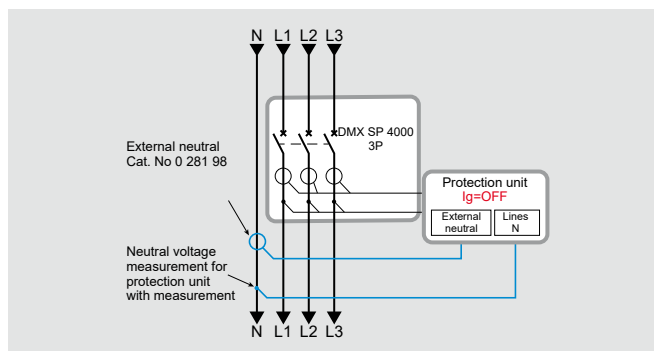 N L1 L2 L3
DMX SP 4000
3P
External neutral
Cat. No 0 281 98
Protection unit
Ig=OFF
External
neutral
Lines
N
Neutral voltage
measurement for
protection unit
with measurement
N L1 L2 L3